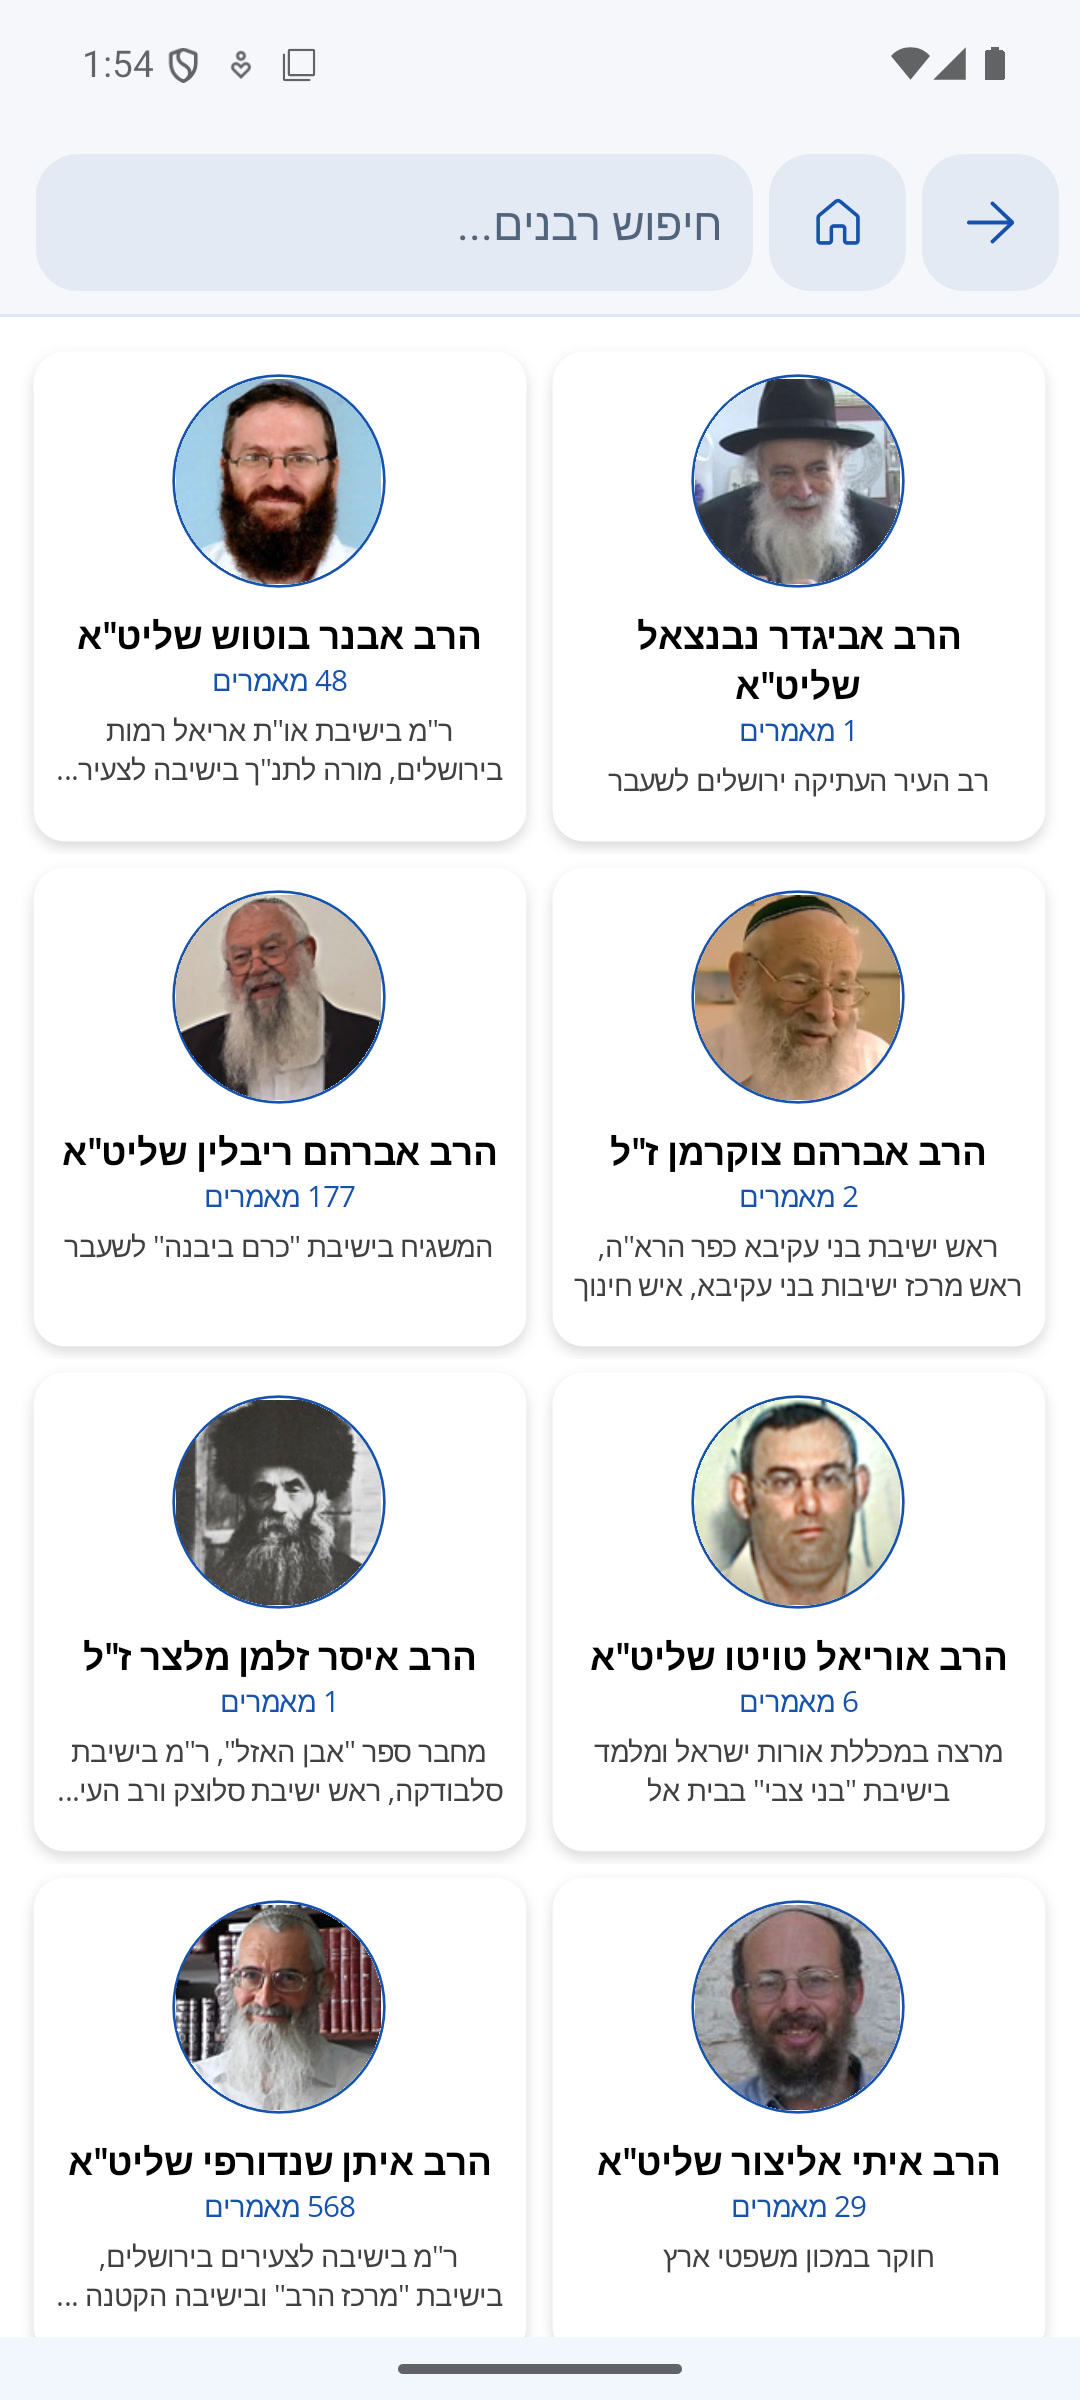 1:54
חיפוש רבנים...
הרב אביגדר נבנצאל
שליט"א
1 מאמרים
רב העיר העתיקה ירושלים לשעבר
הרב אבנר בוטוש שליט"א
48 מאמרים
ר"מ בישיבת או"ת אריאל רמות
בירושלים, מורה לתנ"ך בישיבה לצעיר...
הרב אברהם צוקרמן ז"ל
2 מאמרים
ראש ישיבת בני עקיבא כפר הרא"ה,
ראש מרכז ישיבות בני עקיבא, איש חינוך
הרב אברהם ריבלין שליט"א
177 מאמרים
המשגיח בישיבת "כרם ביבנה" לשעבר
הרב אוריאל טויטו שליט"א
6 מאמרים
מרצה במכללת אורות ישראל ומלמד
בישיבת "בני צבי" בבית אל
הרב איסר זלמן מלצר ז"ל
1 מאמרים
מחבר ספר "אבן האזל", ר"מ בישיבת
סלבודקה, ראש ישיבת סלוצק ורב העי...
הרב איתי אליצור שליט"א
29 מאמרים
חוקר במכון משפטי ארץ
הרב איתן שנדורפי שליט"א
568 מאמרים
ר"מ בישיבה לצעירים בירושלים,
בישיבת "מרכז הרב" ובישיבה הקטנה ...